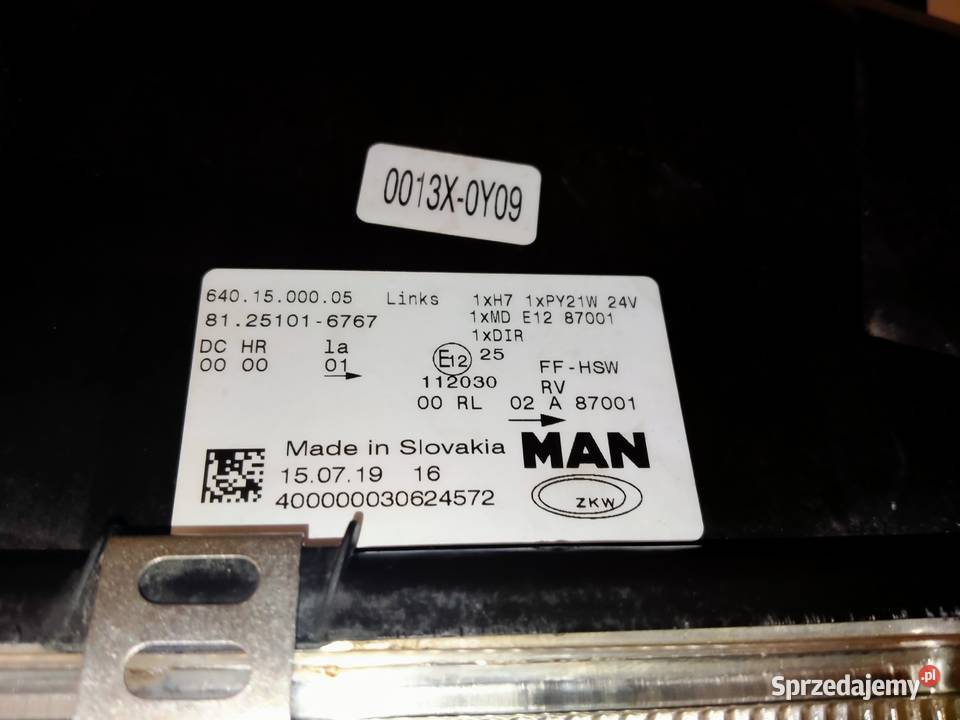 0013X-0Y09
640.15.000.05 Links 1xH7 1xPY21W 24V
81.25101-6767 1xMD E12 87001
1xDIR
DC HR 1a E12 25 FF-HSW
00 00 01 112030 RV
00 RL 02 A 87001
Made in Slovakia MAN
15.07.19 16
400000030624572 ZKW
Sprzedajemy.pl